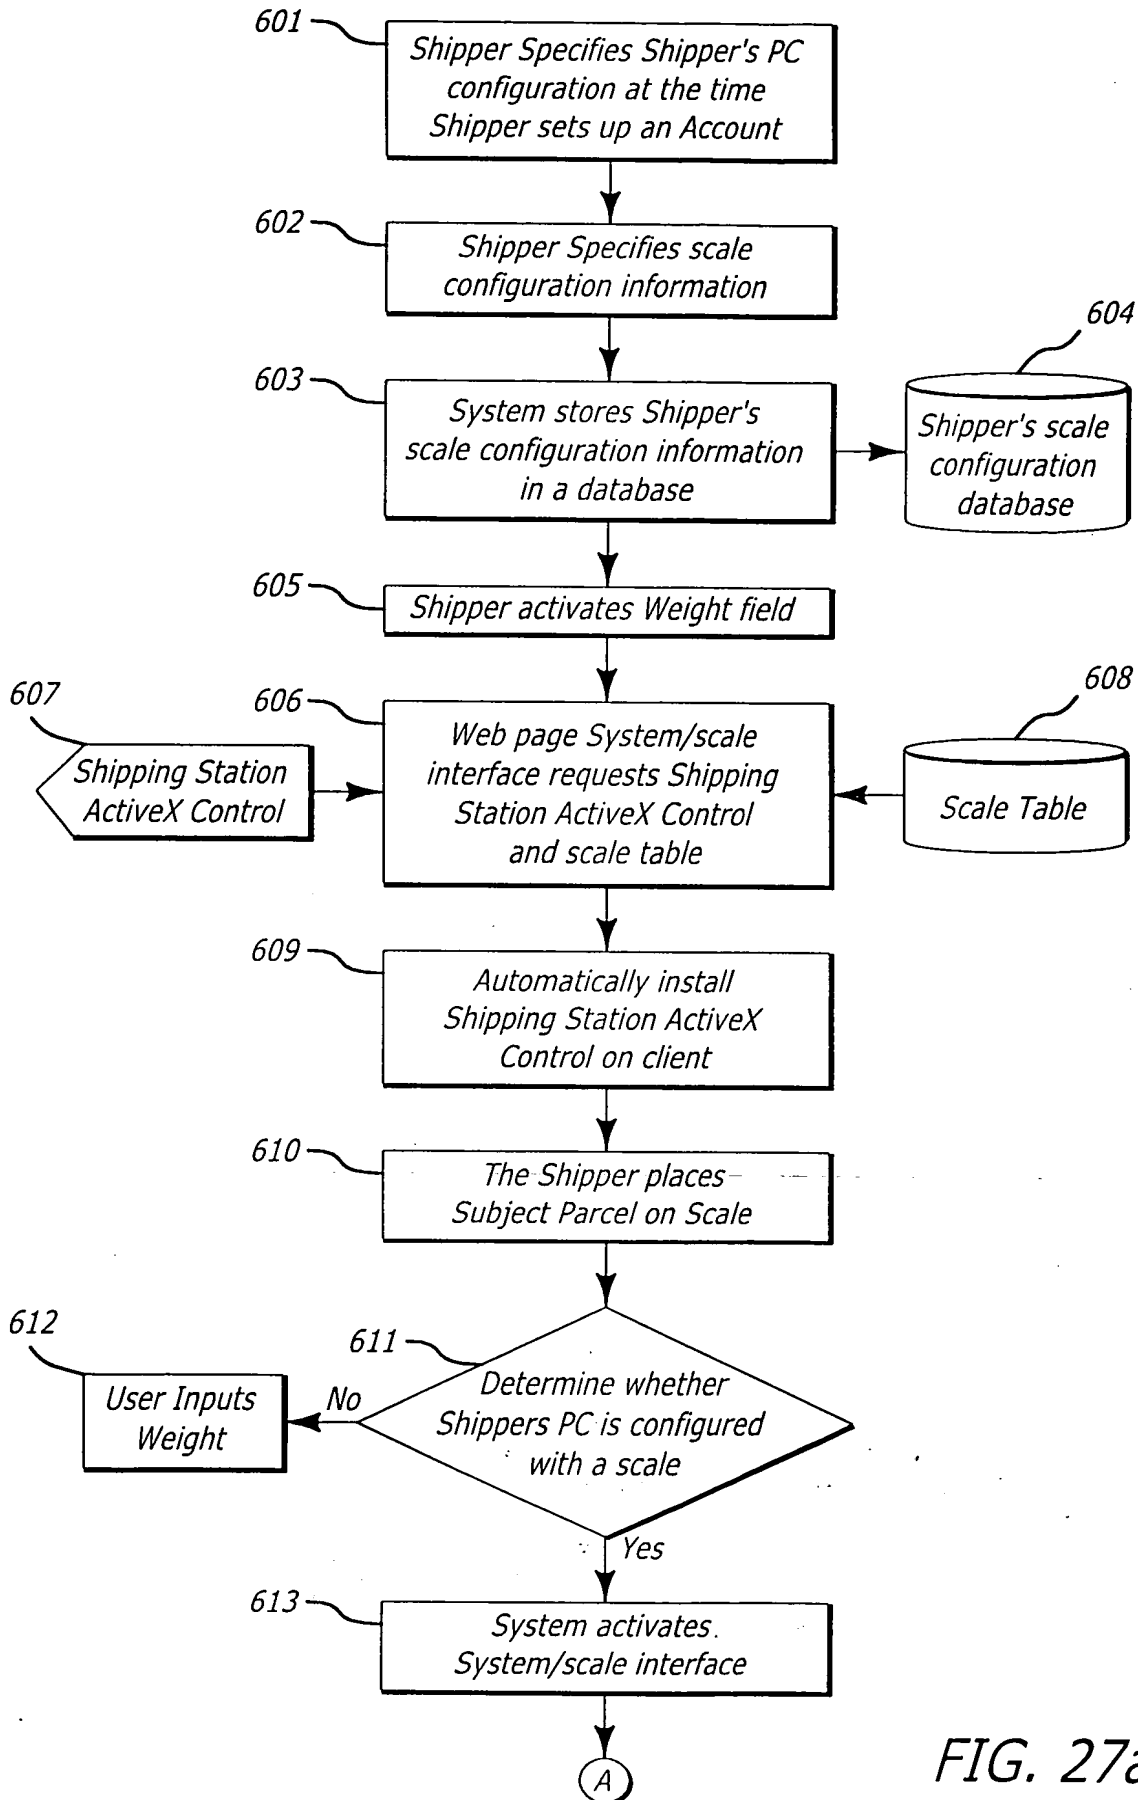 601
Shipper Specifies Shipper's PC
configuration at the time
Shipper sets up an Account
602
Shipper Specifies scale
configuration information
603
System stores Shipper's
scale configuration information
in a database
604
Shipper's scale
configuration
database
605
Shipper activates Weight field
606
Web page System/scale
interface requests Shipping
Station ActiveX Control
and scale table
607
Shipping Station
ActiveX Control
608
Scale Table
609
Automatically install
Shipping Station ActiveX
Control on client
610
The Shipper places
Subject Parcel on Scale
611
Determine whether
Shippers PC is configured
with a scale
No
612
User Inputs
Weight
Yes
613
System activates
System/scale interface
A
FIG. 27a